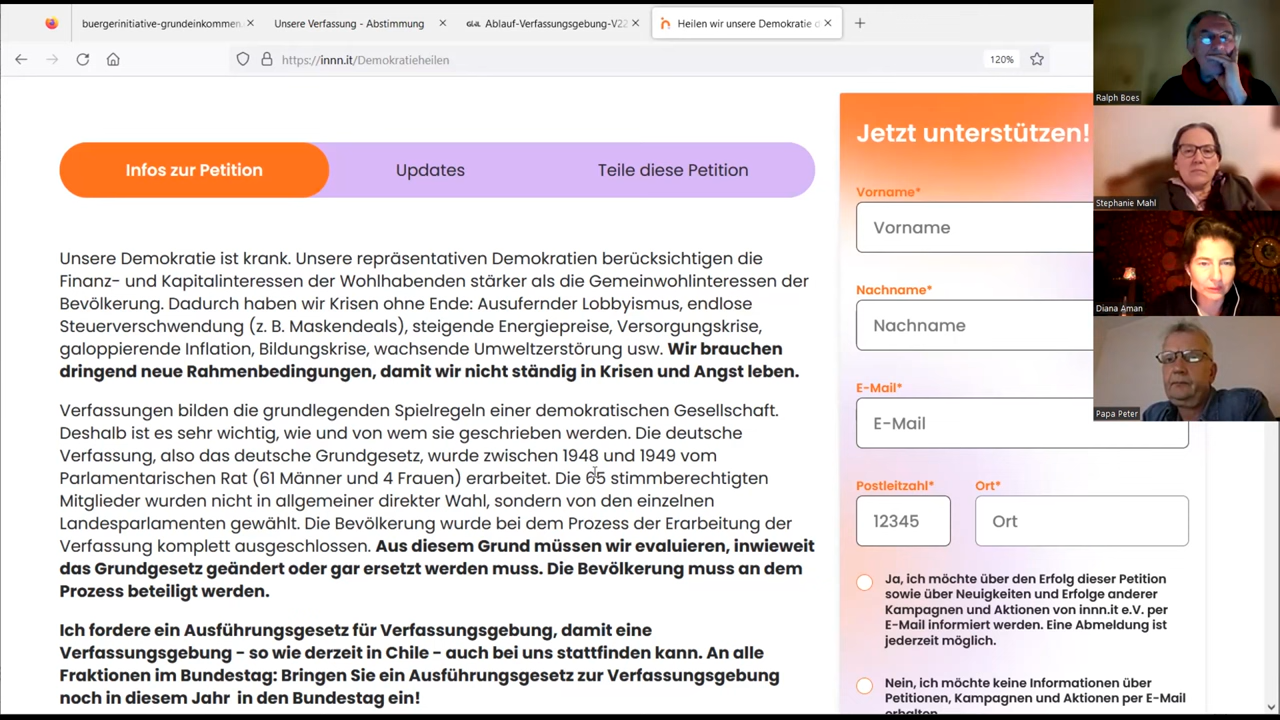 buergerinitiative-grundeinkommen.
Unsere Verfassung - Abstimmung
Ablauf-Verfassungsgebung-V22
Heilen wir unsere Demokratie d
https://innn.it/Demokratieheilen
120%
Infos zur Petition
Updates
Teile diese Petition
Unsere Demokratie ist krank. Unsere repräsentativen Demokratien berücksichtigen die
Finanz- und Kapitalinteressen der Wohlhabenden stärker als die Gemeinwohlinteressen der
Bevölkerung. Dadurch haben wir Krisen ohne Ende: Ausufernder Lobbyismus, endlose
Steuerverschwendung (z. B. Maskendeals), steigende Energiepreise, Versorgungskrise,
galoppierende Inflation, Bildungskrise, wachsende Umweltzerstörung usw. Wir brauchen
dringend neue Rahmenbedingungen, damit wir nicht ständig in Krisen und Angst leben.
Verfassungen bilden die grundlegenden Spielregeln einer demokratischen Gesellschaft.
Deshalb ist es sehr wichtig, wie und von wem sie geschrieben werden. Die deutsche
Verfassung, also das deutsche Grundgesetz, wurde zwischen 1948 und 1949 vom
Parlamentarischen Rat (61 Männer und 4 Frauen) erarbeitet. Die 65 stimmberechtigten
Mitglieder wurden nicht in allgemeiner direkter Wahl, sondern von den einzelnen
Landesparlamenten gewählt. Die Bevölkerung wurde bei dem Prozess der Erarbeitung der
Verfassung komplett ausgeschlossen. Aus diesem Grund müssen wir evaluieren, inwieweit
das Grundgesetz geändert oder gar ersetzt werden muss. Die Bevölkerung muss an dem
Prozess beteiligt werden.
Ich fordere ein Ausführungsgesetz für Verfassungsgebung, damit eine
Verfassungsgebung - so wie derzeit in Chile - auch bei uns stattfinden kann. An alle
Fraktionen im Bundestag: Bringen Sie ein Ausführungsgesetz zur Verfassungsgebung
noch in diesem Jahr in den Bundestag ein!
Jetzt unterstützen!
Vorname*
Vorname
Nachname*
Nachname
E-Mail*
E-Mail
Postleitzahl*
Ort*
12345
Ort
Ja, ich möchte über den Erfolg dieser Petition
sowie über Neuigkeiten und Erfolge anderer
Kampagnen und Aktionen von innn.it e.V. per
E-Mail informiert werden. Eine Abmeldung ist
jederzeit möglich.
Nein, ich möchte keine Informationen über
Petitionen, Kampagnen und Aktionen per E-Mail
erhalten.
Ralph Boes
Stephanie Mahl
Diana Aman
Papa Peter